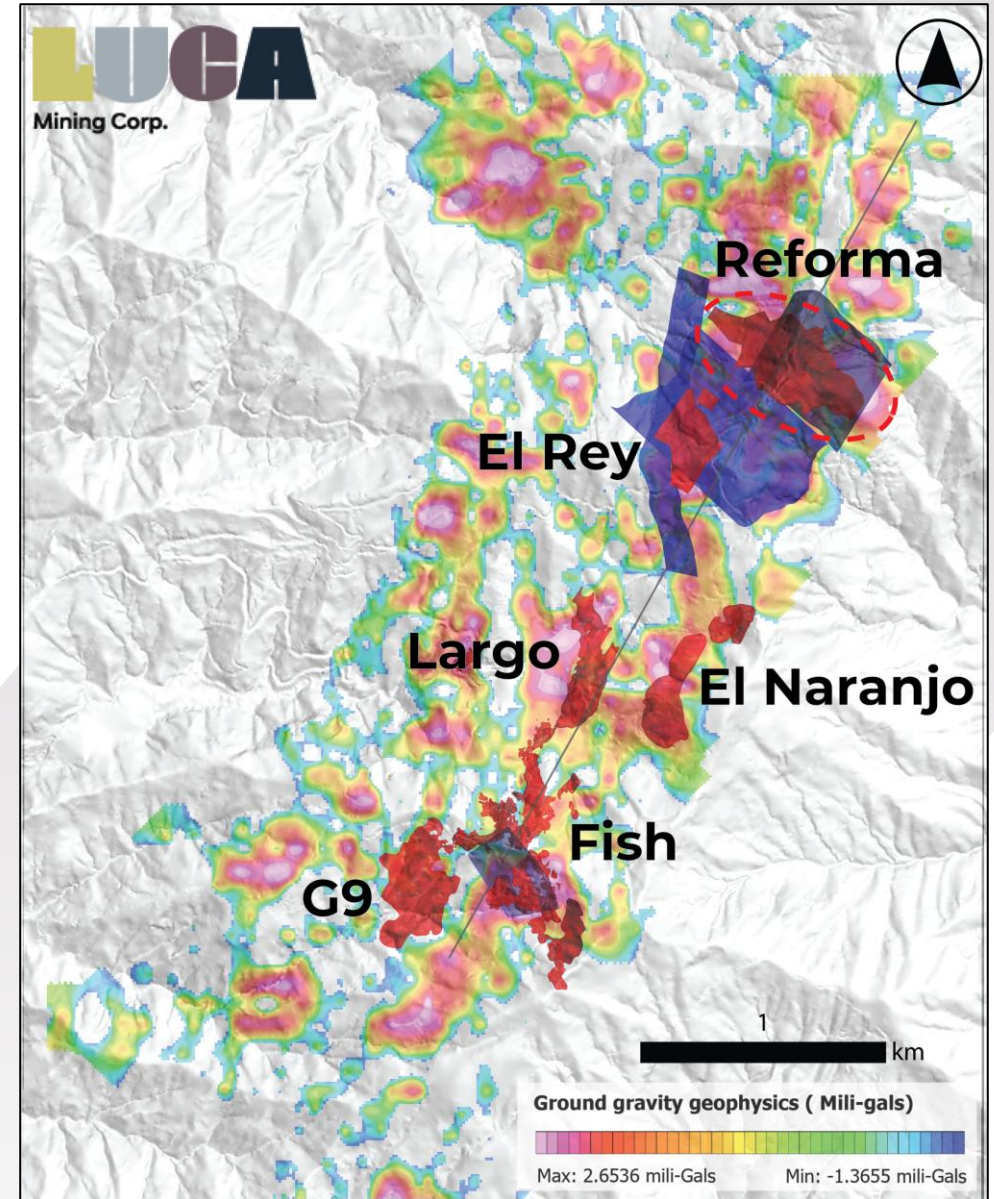 LUCA
Mining Corp.
Reforma
El Rey
Largo
El Naranjo
Fish
G9
1
km
Ground gravity geophysics ( Mili-gals)
Max: 2.6536 mili-Gals
Min: -1.3655 mili-Gals